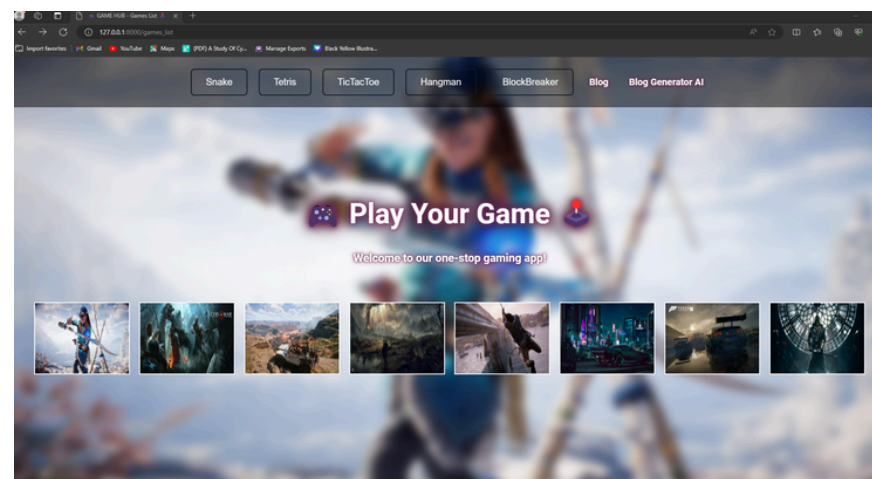 GAME HUB - Games List
127.0.0.1:8000/games_list
Import favorites Gmail YouTube Maps (PDF) A Study Of Cy... Manage Esports Black Yellow Illustra...
Snake Tetris TicTacToe Hangman BlockBreaker Blog Blog Generator AI
Play Your Game
Welcome to our one-stop gaming app!